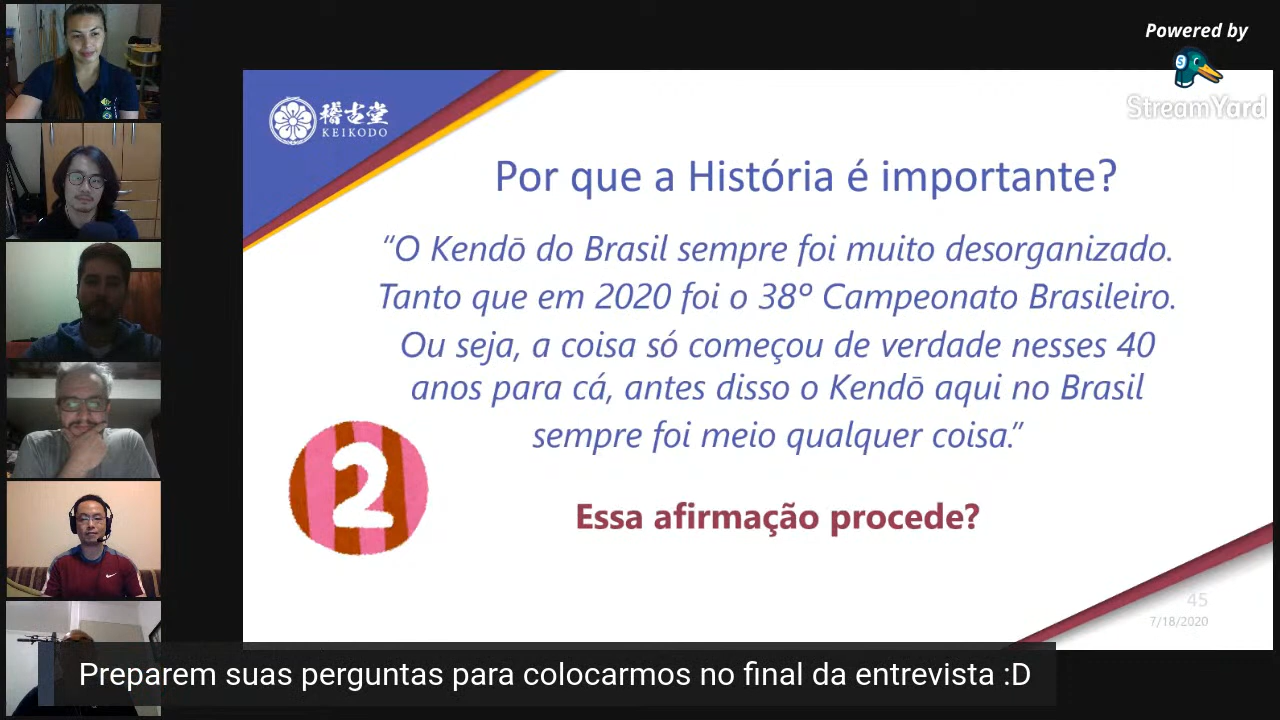 Powered by
StreamYard
稽古堂
KEIKODO
Por que a História é importante?
“O Kendō do Brasil sempre foi muito desorganizado.
Tanto que em 2020 foi o 38º Campeonato Brasileiro.
Ou seja, a coisa só começou de verdade nesses 40
anos para cá, antes disso o Kendō aqui no Brasil
sempre foi meio qualquer coisa.”
2
Essa afirmação procede?
45
7/18/2020
Preparem suas perguntas para colocarmos no final da entrevista :D